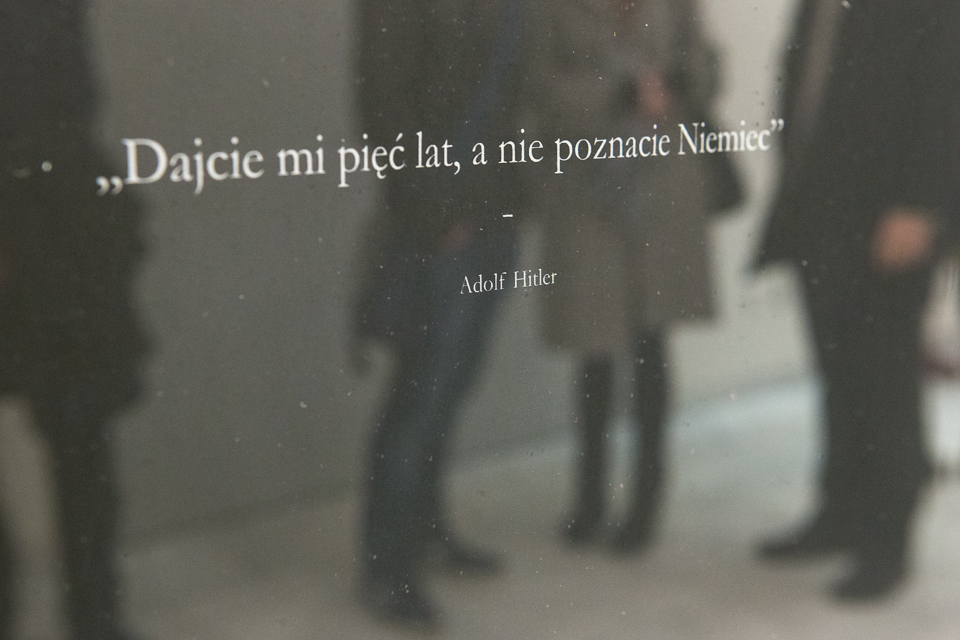 „Dajcie mi pięć lat, a nie poznacie Niemiec”
-
Adolf Hitler